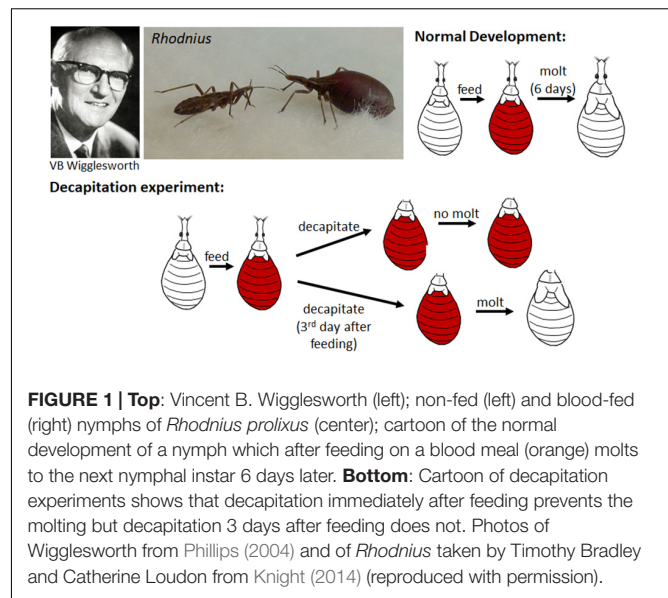 Rhodnius
VB Wigglesworth
Normal Development:
feed
molt
(6 days)
Decapitation experiment:
feed
decapitate
no molt
decapitate
(3rd day after
feeding)
molt
FIGURE 1 | Top: Vincent B. Wigglesworth (left); non-fed (left) and blood-fed
(right) nymphs of Rhodnius prolixus (center); cartoon of the normal
development of a nymph which after feeding on a blood meal (orange) molts
to the next nymphal instar 6 days later. Bottom: Cartoon of decapitation
experiments shows that decapitation immediately after feeding prevents the
molting but decapitation 3 days after feeding does not. Photos of
Wigglesworth from Phillips (2004) and of Rhodnius taken by Timothy Bradley
and Catherine Loudon from Knight (2014) (reproduced with permission).